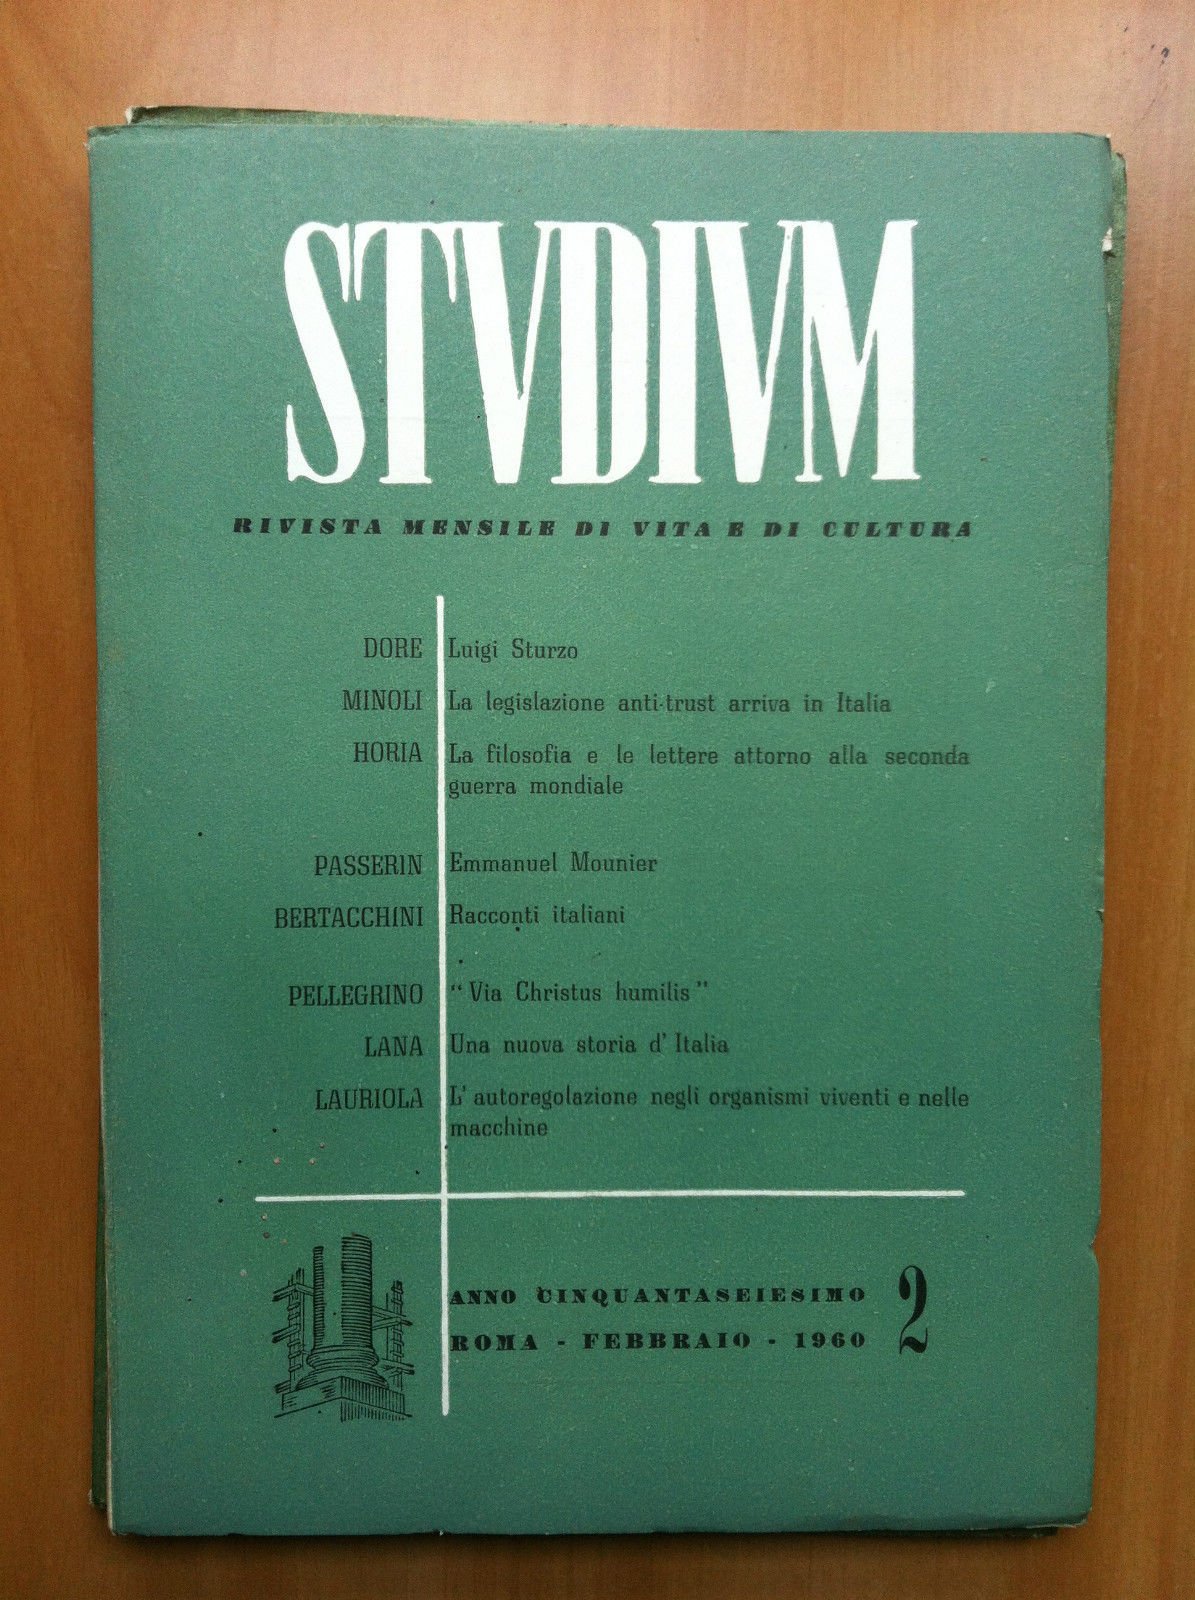 STVDIVM
RIVISTA MENSILE DI VITA E DI CULTURA
DORE Luigi Sturzo
MINOLI La legislazione anti-trust arriva in Italia
HORIA La filosofia e le lettere attorno alla seconda
guerra mondiale
PASSERIN Emmanuel Mounier
BERTACCHINI Racconti italiani
PELLEGRINO "Via Christus humilis"
LANA Una nuova storia d'Italia
LAURIOLA L'autoregolazione negli organismi viventi e nelle
macchine
ANNO CINQUANTASEIESIMO 2
ROMA - FEBBRAIO - 1960